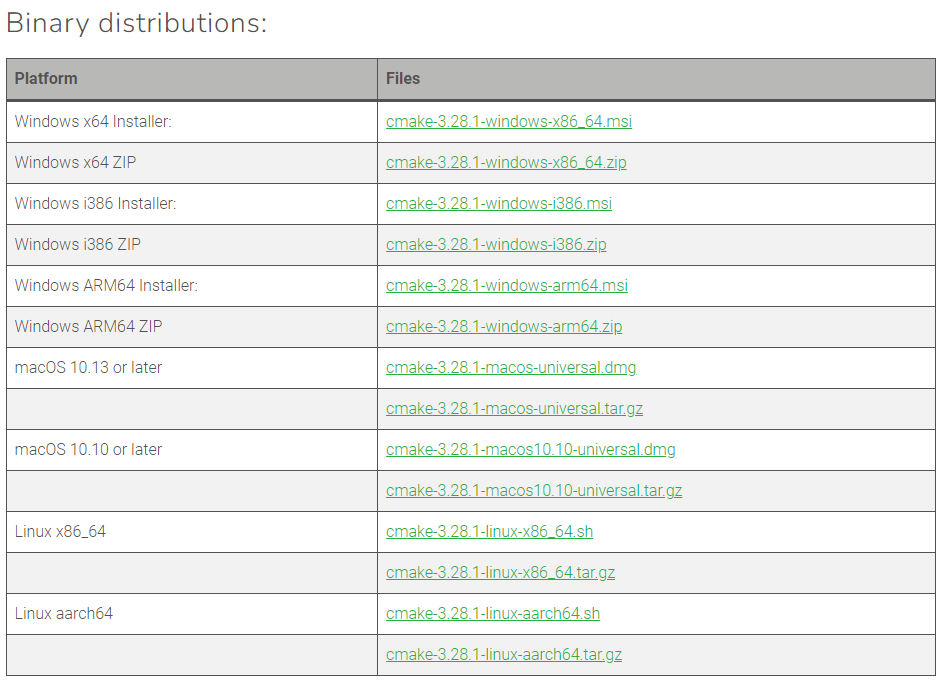 Binary distributions:
Platform Files
Windows x64 Installer: cmake-3.28.1-windows-x86_64.msi
Windows x64 ZIP cmake-3.28.1-windows-x86_64.zip
Windows i386 Installer: cmake-3.28.1-windows-i386.msi
Windows i386 ZIP cmake-3.28.1-windows-i386.zip
Windows ARM64 Installer: cmake-3.28.1-windows-arm64.msi
Windows ARM64 ZIP cmake-3.28.1-windows-arm64.zip
macOS 10.13 or later cmake-3.28.1-macos-universal.dmg
cmake-3.28.1-macos-universal.tar.gz
macOS 10.10 or later cmake-3.28.1-macos10.10-universal.dmg
cmake-3.28.1-macos10.10-universal.tar.gz
Linux x86_64 cmake-3.28.1-linux-x86_64.sh
cmake-3.28.1-linux-x86_64.tar.gz
Linux aarch64 cmake-3.28.1-linux-aarch64.sh
cmake-3.28.1-linux-aarch64.tar.gz